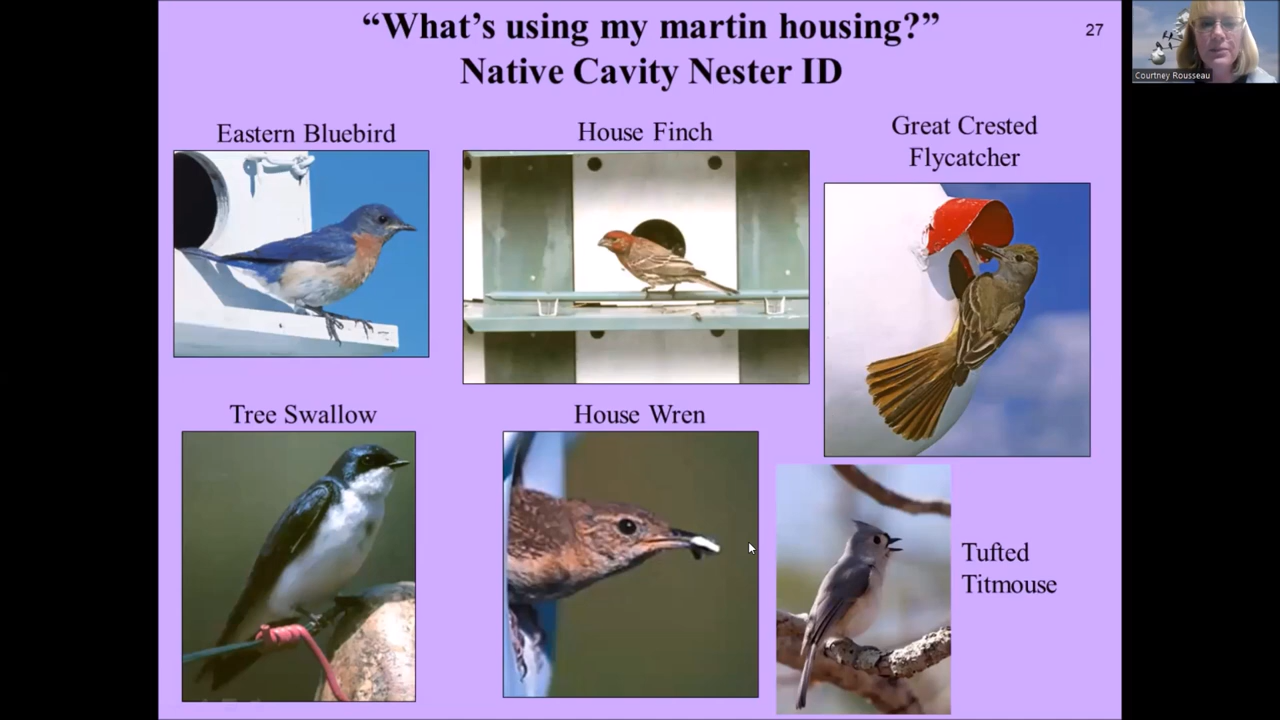 “What’s using my martin housing?”
Native Cavity Nester ID
27
Courtney Rousseau
Eastern Bluebird
House Finch
Great Crested
Flycatcher
Tree Swallow
House Wren
Tufted
Titmouse